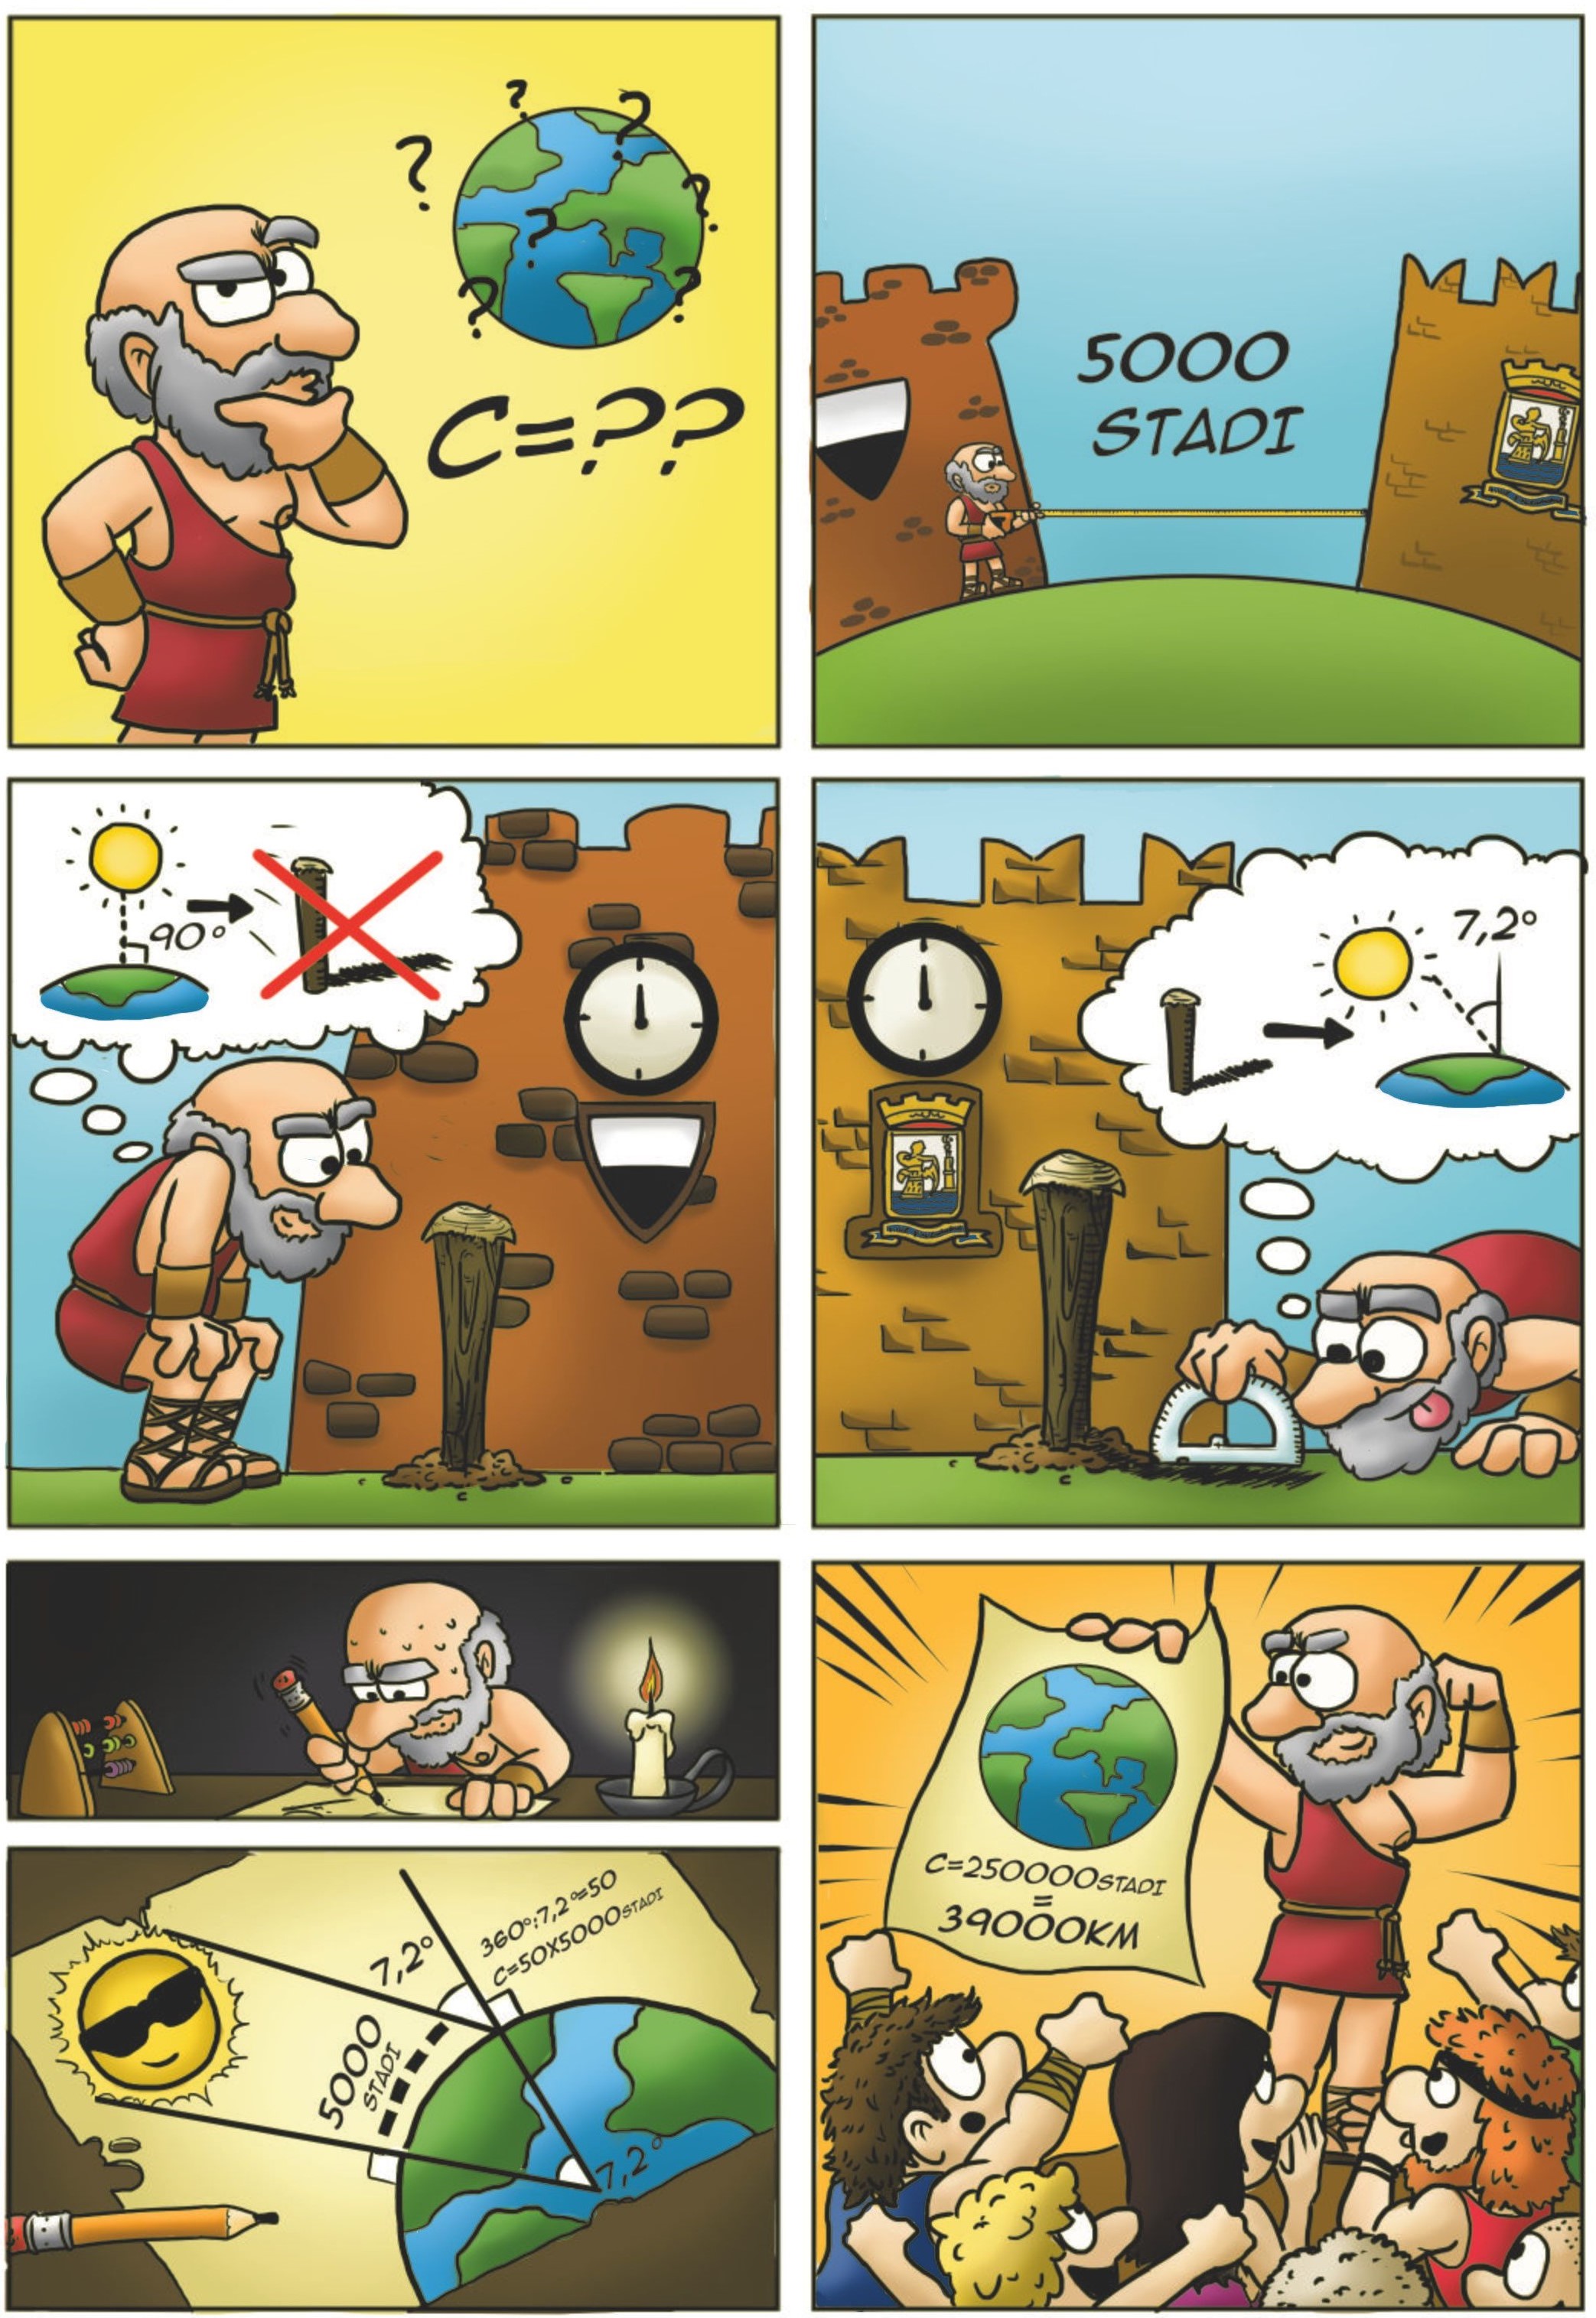 ?
?
?
?
?
?
?
C=??
5000
STADI
90°
7,2°
7,2°
360°:7,2°=50
C=50X5000STADI
5000
STADI
7,2°
C=250000STADI
=
39000KM